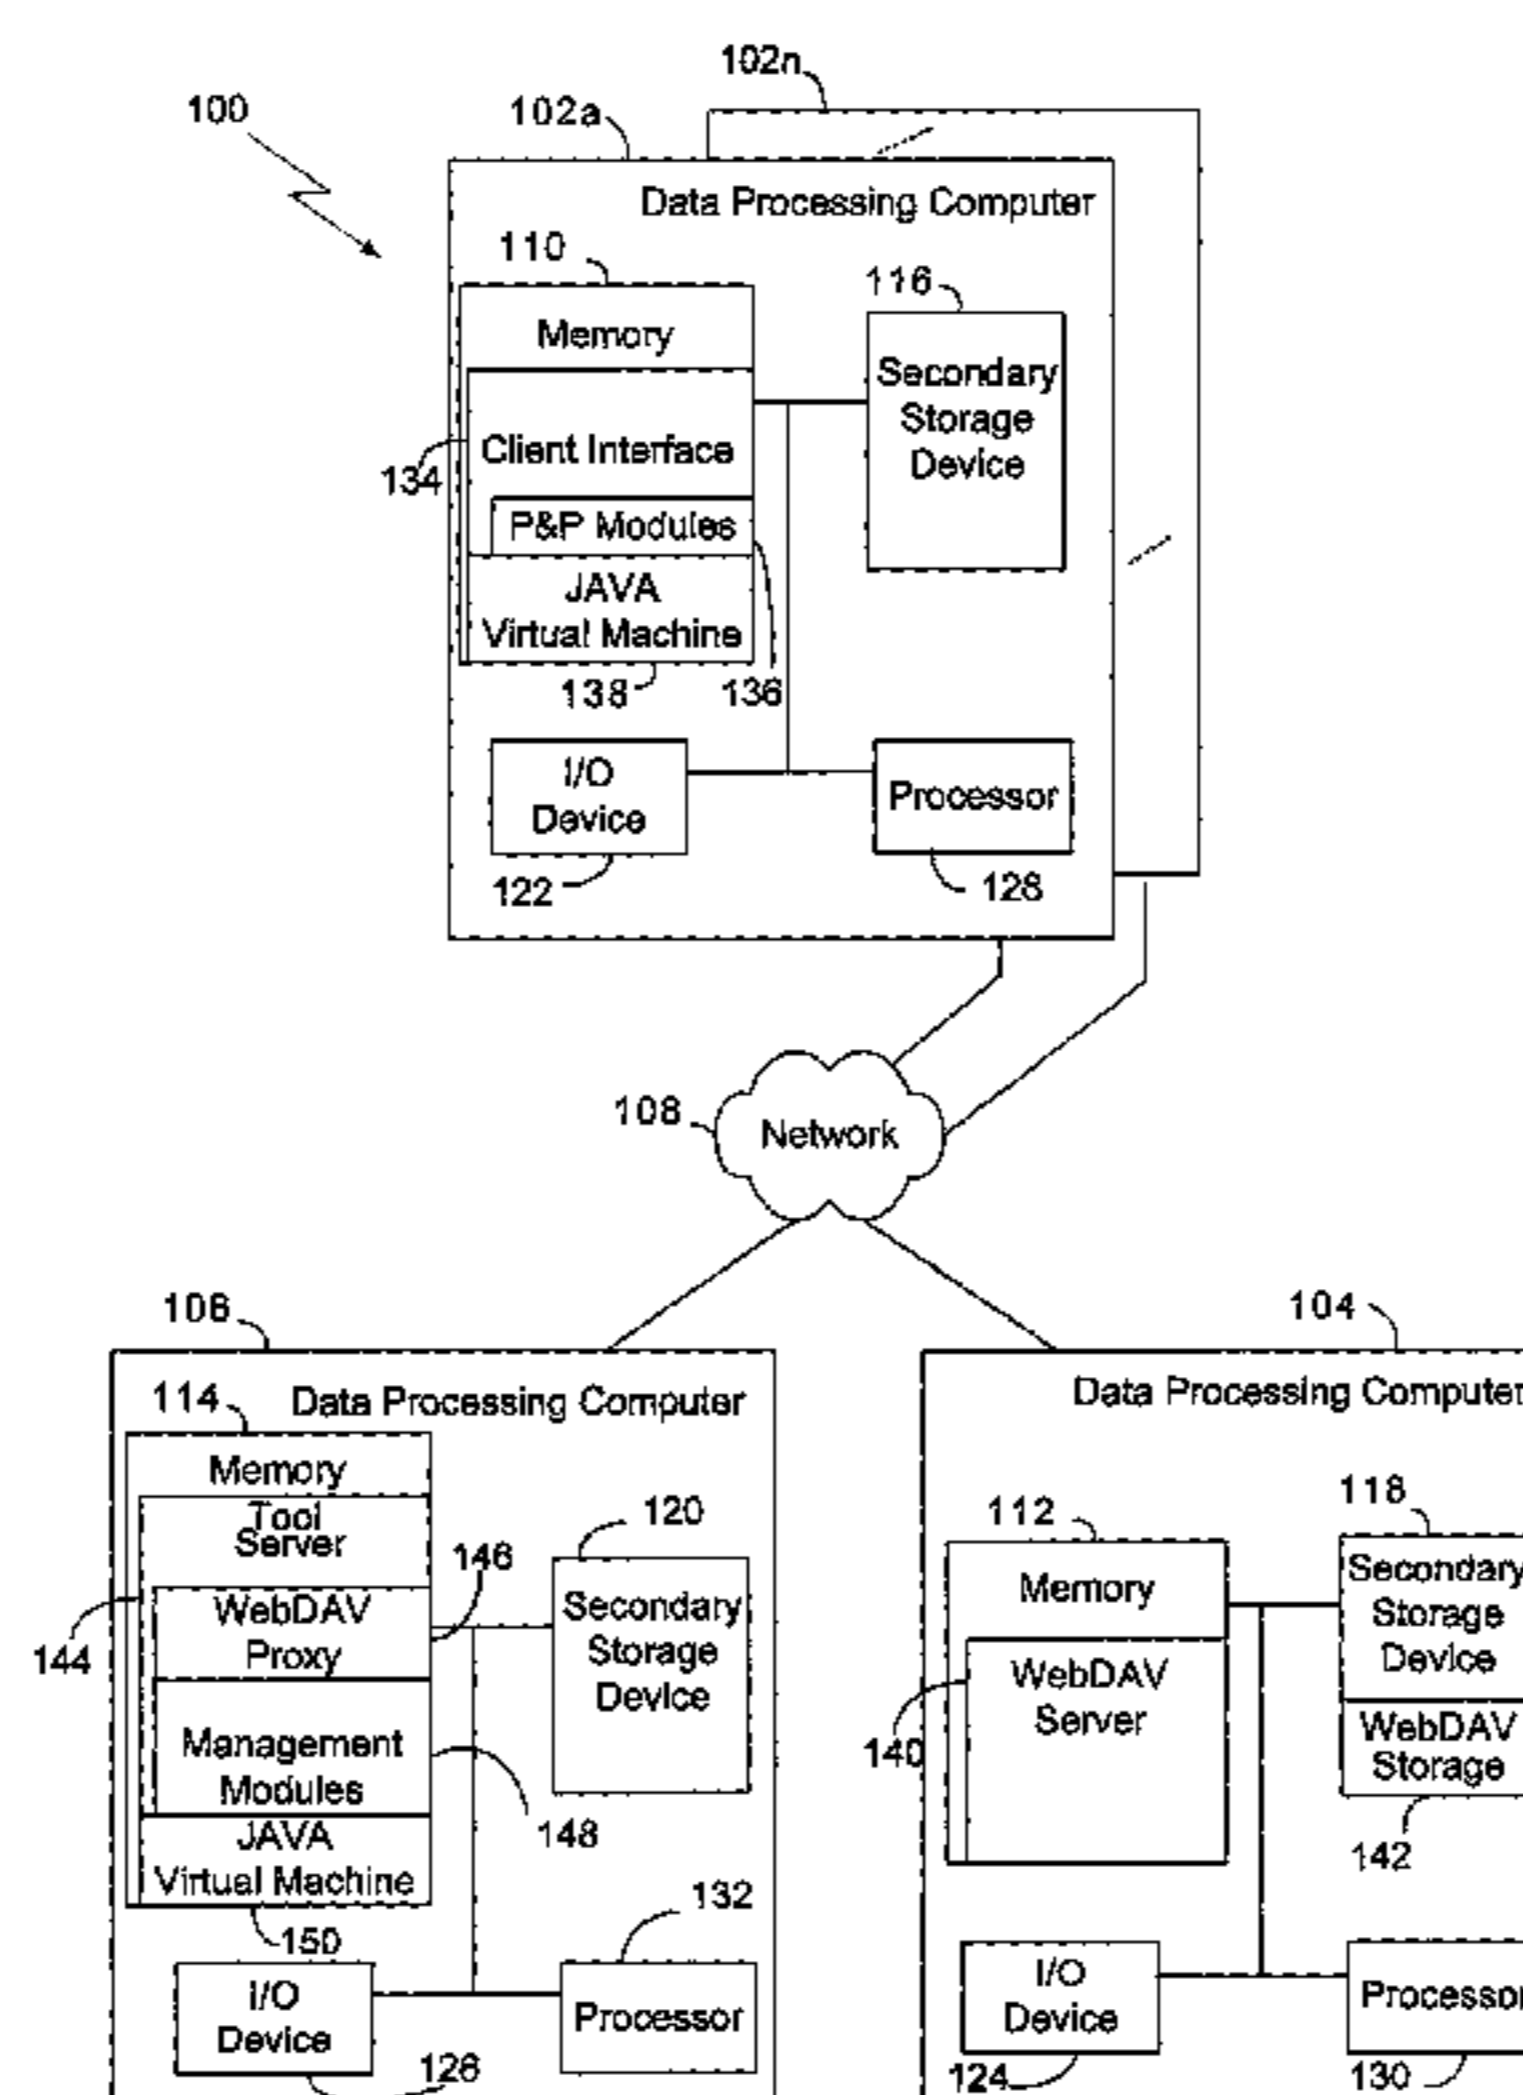 102n
100
102a
Data Processing Computer
110
116
Memory
Secondary
Storage
Device
Client Interface
134
P&P Modules
JAVA
Virtual Machine
138
136
I/O
Device
Processor
122
128
108
Network
106
104
114
Data Processing Computer
Data Processing Computer
Memory
Tool
Server
120
112
118
146
WebDAV
Proxy
Secondary
Storage
Device
Memory
Secondary
Storage
Device
144
WebDAV
Server
140
WebDAV
Storage
Management
Modules
148
142
JAVA
Virtual Machine
132
150
I/O
Device
Processor
I/O
Device
Processor
126
124
130